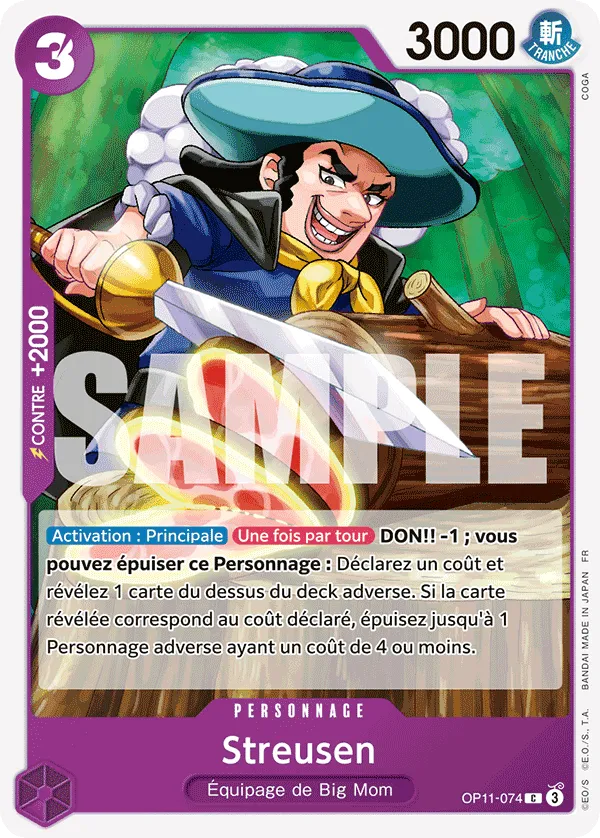 3
3000
斬
TRANCHE
COGA
CONTRE +2000
SAMPLE
Activation : Principale Une fois par tour DON!! -1 ; vous
pouvez épuiser ce Personnage : Déclarez un coût et
révélez 1 carte du dessus du deck adverse. Si la carte
révélée correspond au coût déclaré, épuisez jusqu'à 1
Personnage adverse ayant un coût de 4 ou moins.
PERSONNAGE
Streusen
Équipage de Big Mom
OP11-074 C 3
©E.O/S ©E.O./S., T.A. BANDAI MADE IN JAPAN FR